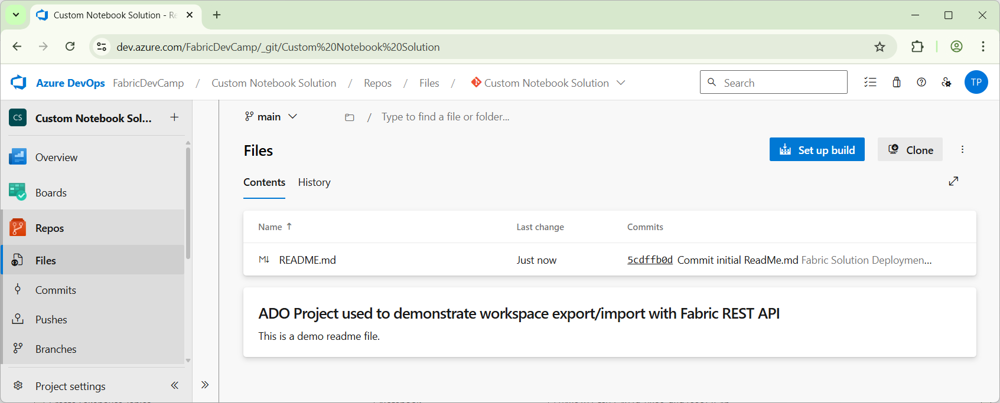 Custom Notebook Solution - Re
dev.azure.com/FabricDevCamp/_git/Custom%20Notebook%20Solution
Azure DevOps FabricDevCamp / Custom Notebook Solution / Repos / Files / Custom Notebook Solution
Search
TP
CS Custom Notebook Sol...
Overview
Boards
Repos
Files
Commits
Pushes
Branches
Project settings
main / Type to find a file or folder...
Files
Set up build
Clone
Contents History
Name Last change Commits
M README.md Just now 5cdffb0d Commit initial ReadMe.md Fabric Solution Deploymen...
ADO Project used to demonstrate workspace export/import with Fabric REST API
This is a demo readme file.